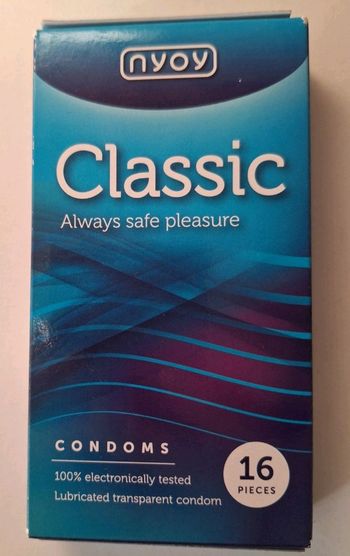 nyoy
Classic
Always safe pleasure
CONDOMS
100% electronically tested
Lubricated transparent condom
16
PIECES